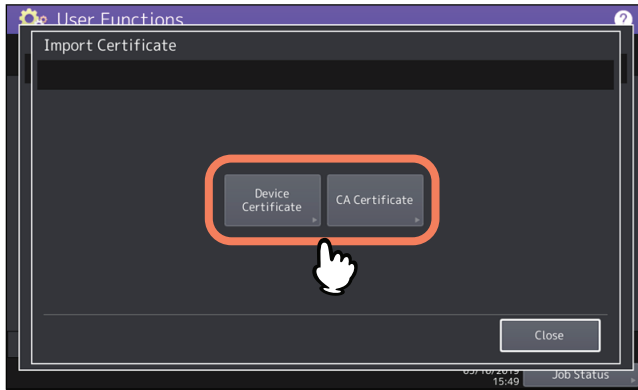 User Functions
?
Import Certificate
Device
Certificate
CA Certificate
Close
15:49
Job Status